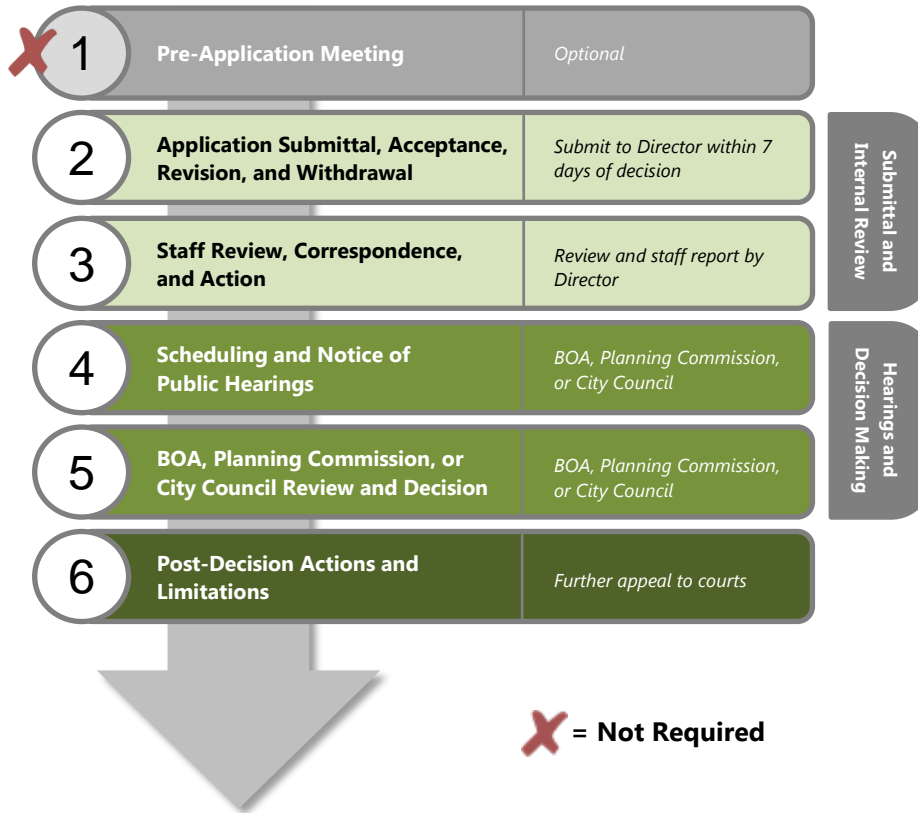 1
Pre-Application Meeting
Optional
2
Application Submittal, Acceptance,
Revision, and Withdrawal
Submit to Director within 7
days of decision
3
Staff Review, Correspondence,
and Action
Review and staff report by
Director
Submittal and
Internal Review
4
Scheduling and Notice of
Public Hearings
BOA, Planning Commission,
or City Council
5
BOA, Planning Commission, or
City Council Review and Decision
BOA, Planning Commission,
or City Council
Hearings and
Decision Making
6
Post-Decision Actions and
Limitations
Further appeal to courts
= Not Required